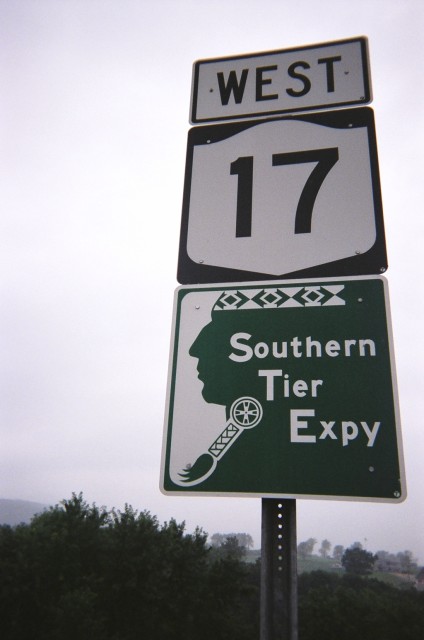 WEST
17
Southern
Tier
Expy